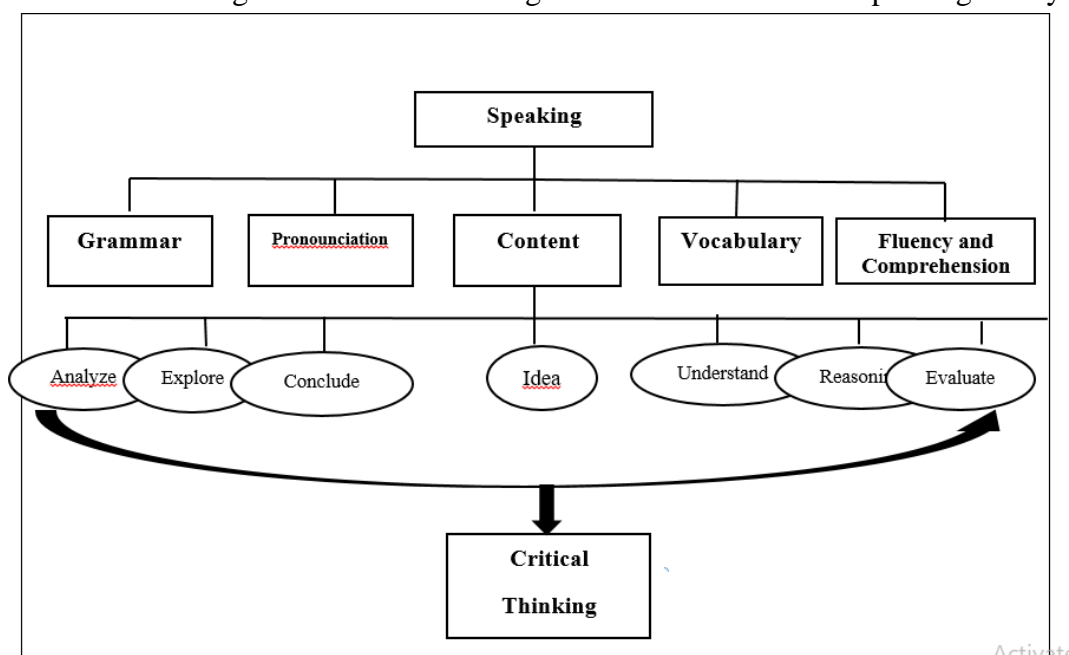 Speaking
Grammar
Pronounciation
Content
Vocabulary
Fluency and
Comprehension
Analyze
Explore
Conclude
Idea
Understand
Evaluate
Critical
Thinking